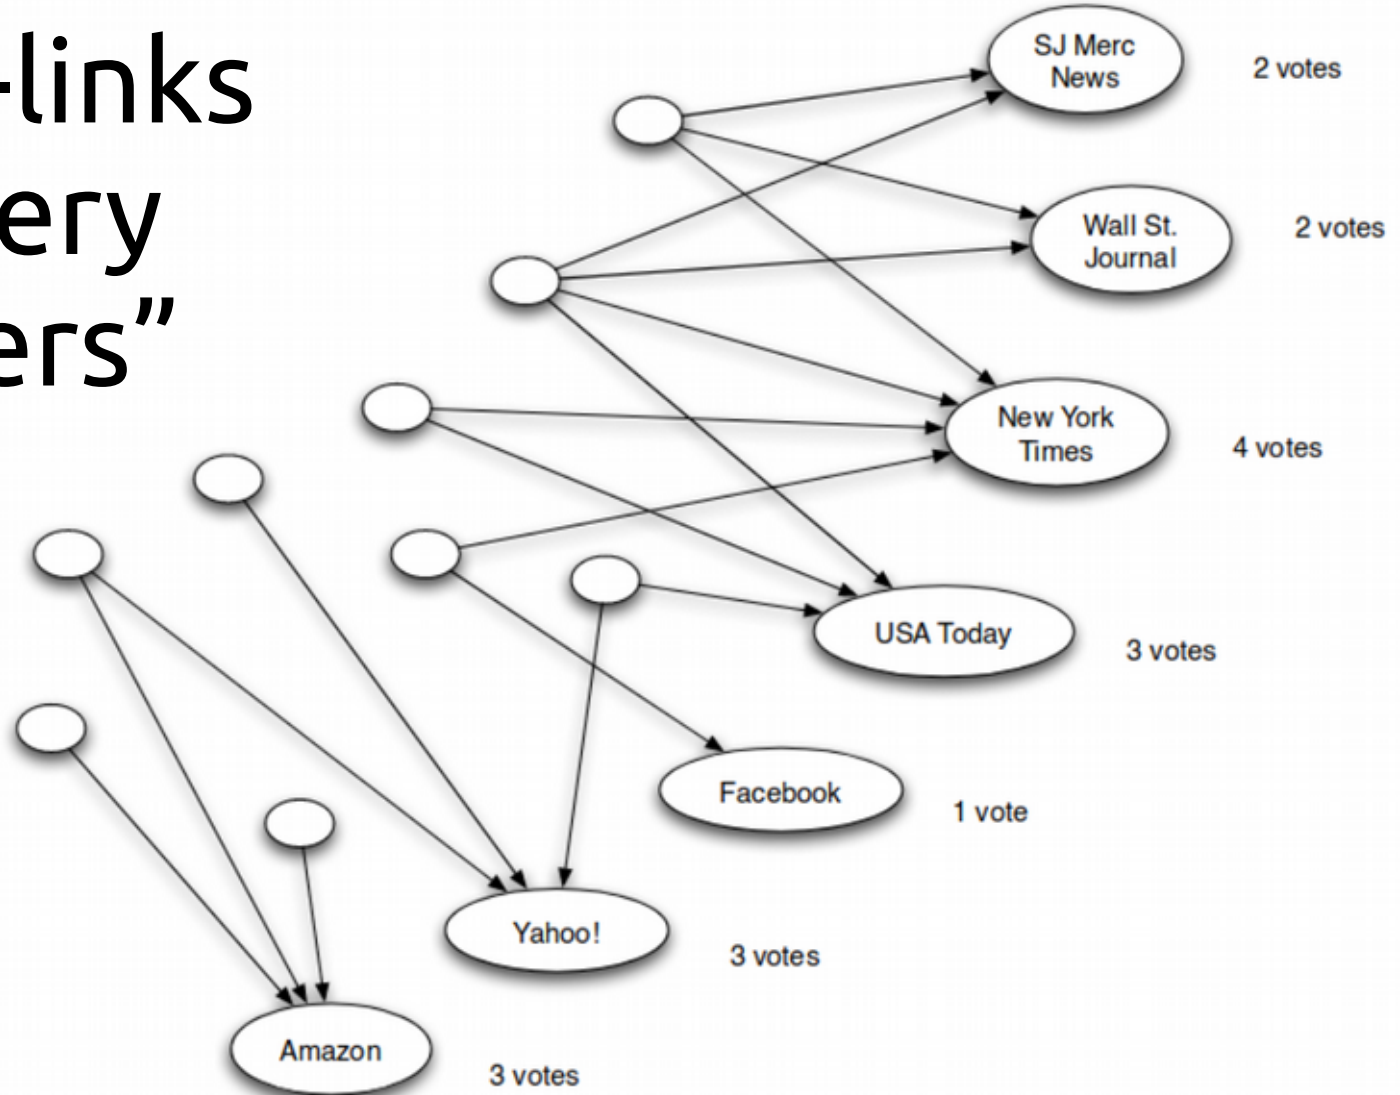 -links
ery
ers”
SJ Merc
News
2 votes
Wall St.
Journal
2 votes
New York
Times
4 votes
USA Today
3 votes
Facebook
1 vote
Yahoo!
3 votes
Amazon
3 votes